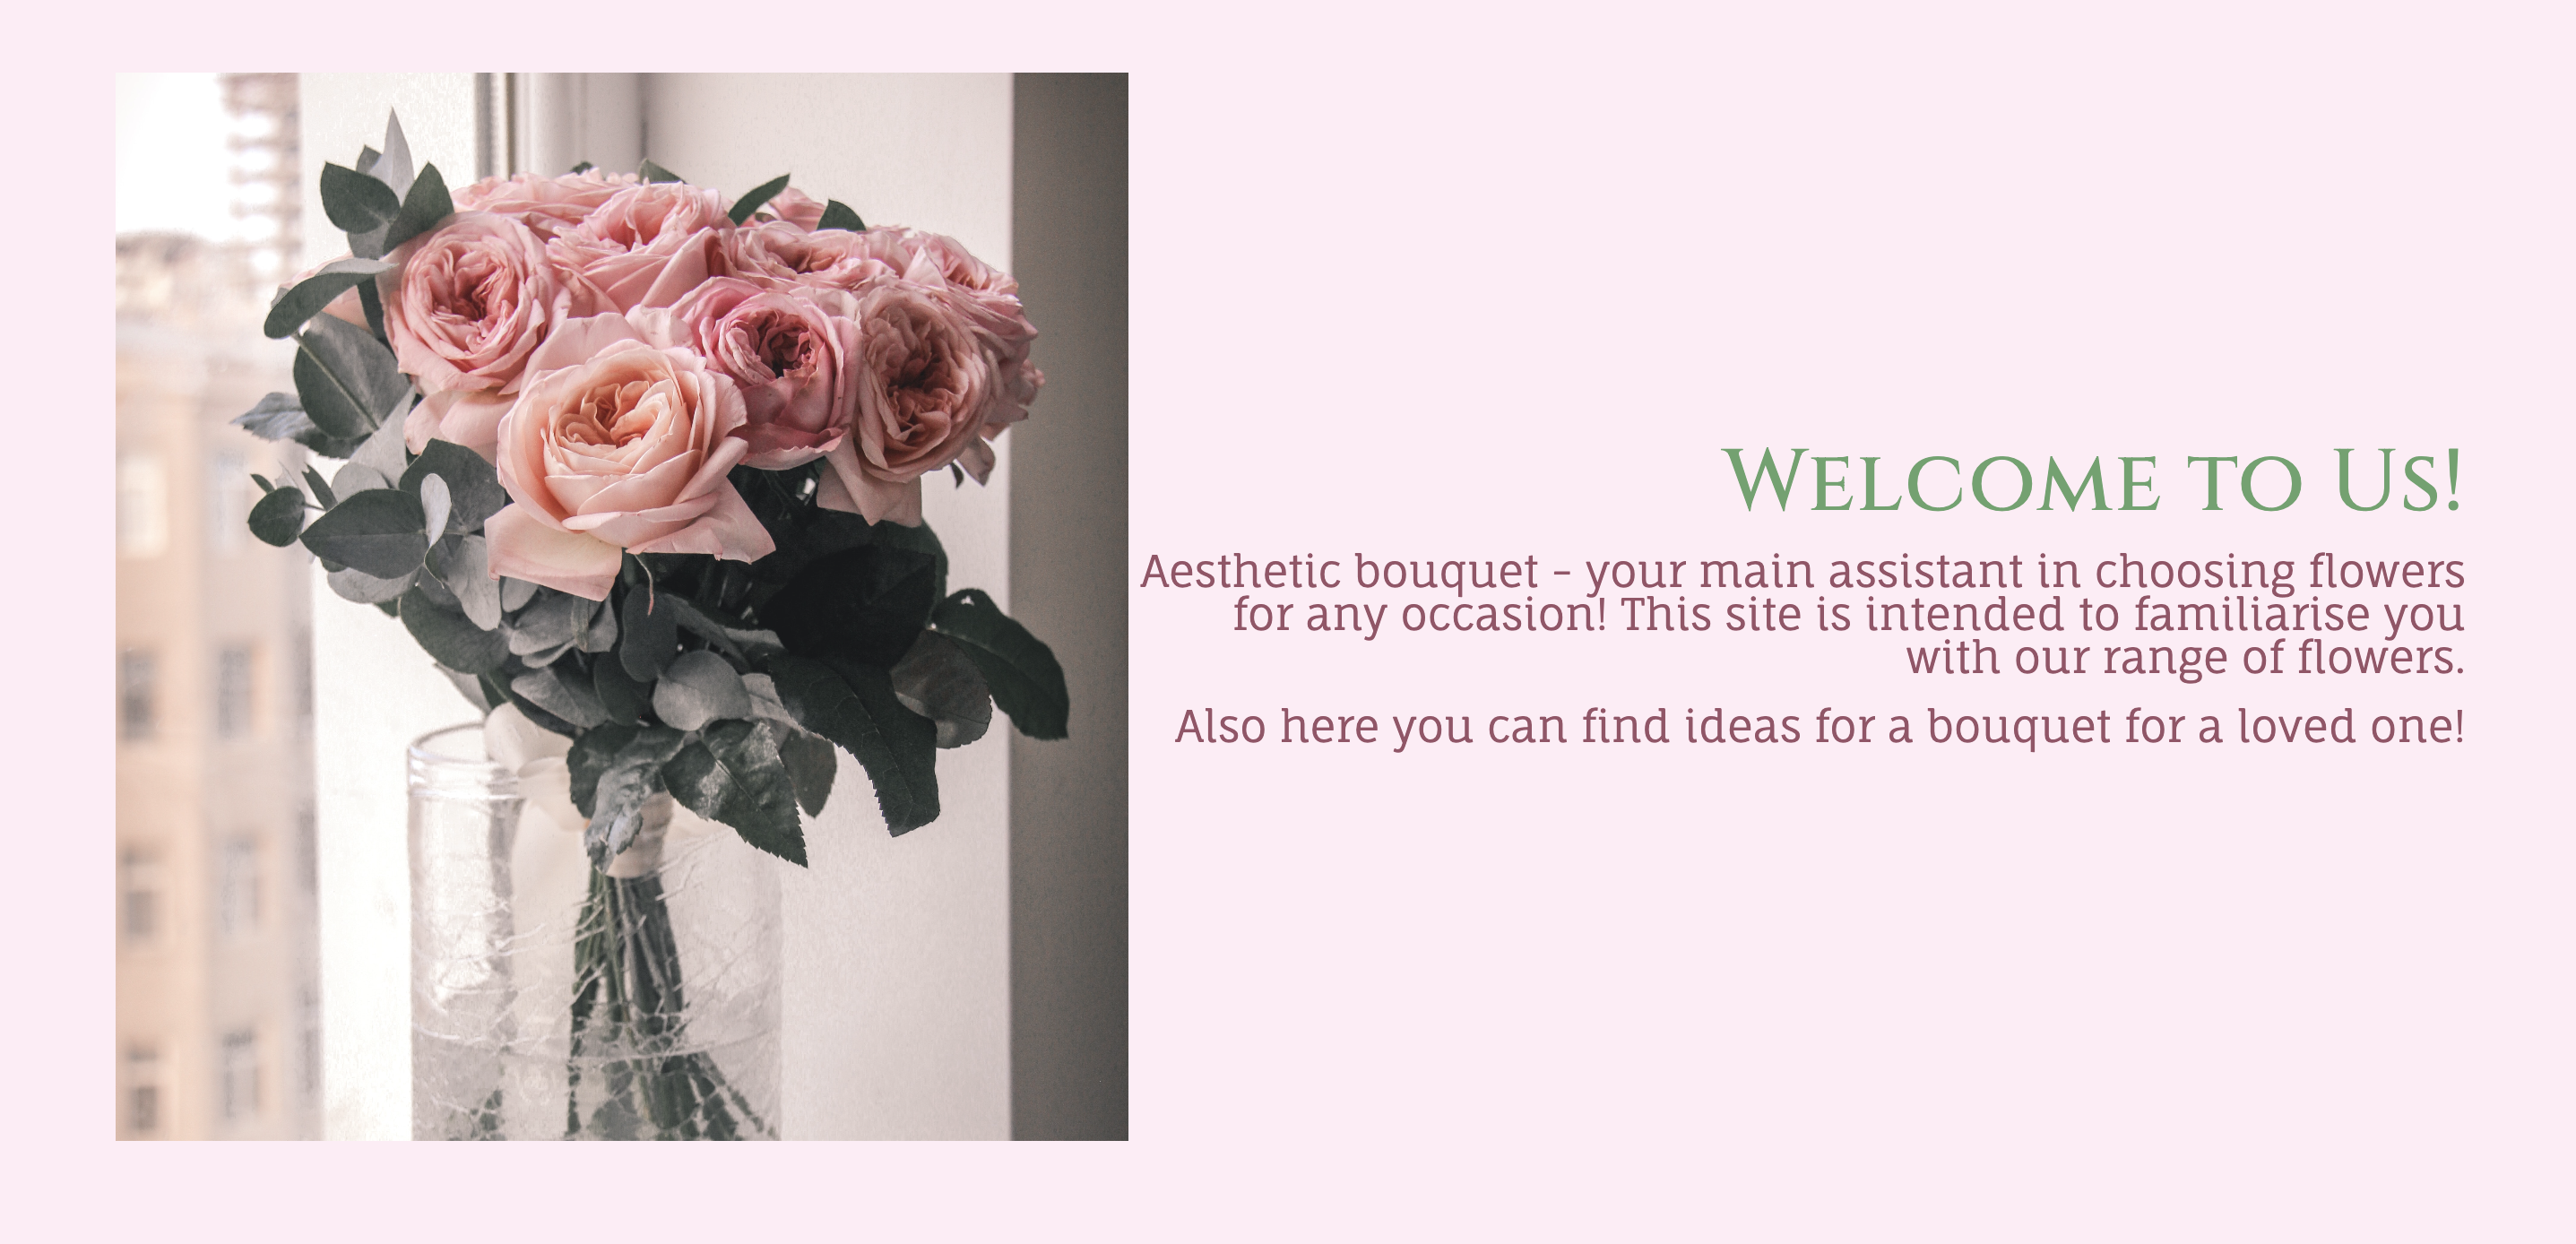 Welcome to Us!
Aesthetic bouquet - your main assistant in choosing flowers
for any occasion! This site is intended to familiarise you
with our range of flowers.
Also here you can find ideas for a bouquet for a loved one!